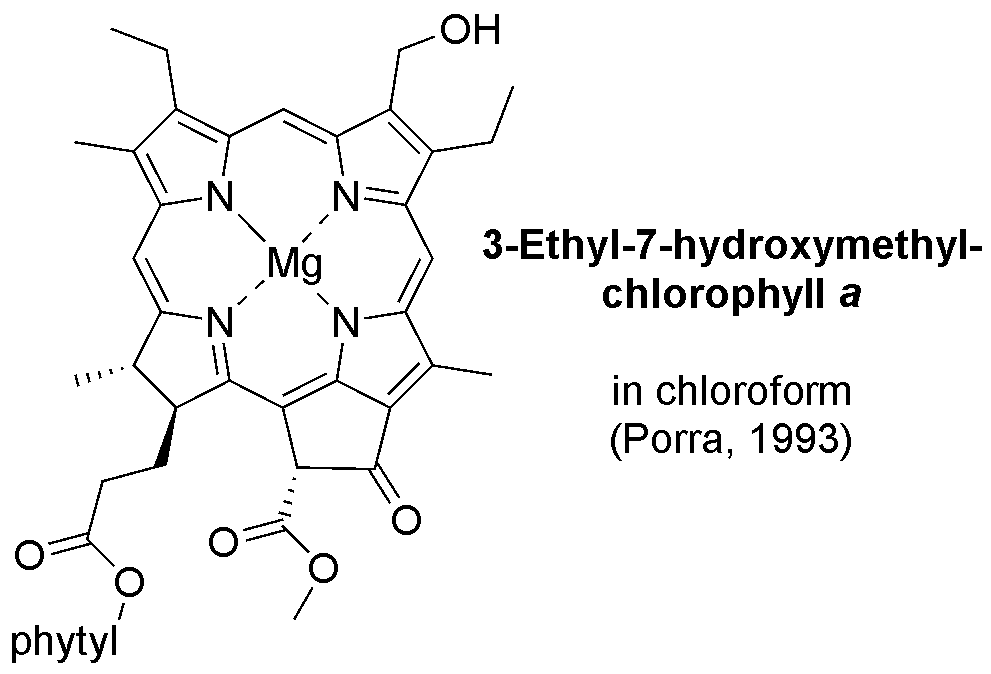 OH
N
N
Mg
N
N
3-Ethyl-7-hydroxymethyl-
chlorophyll a
in chloroform
(Porra, 1993)
O
O
O
O
O
phytyl